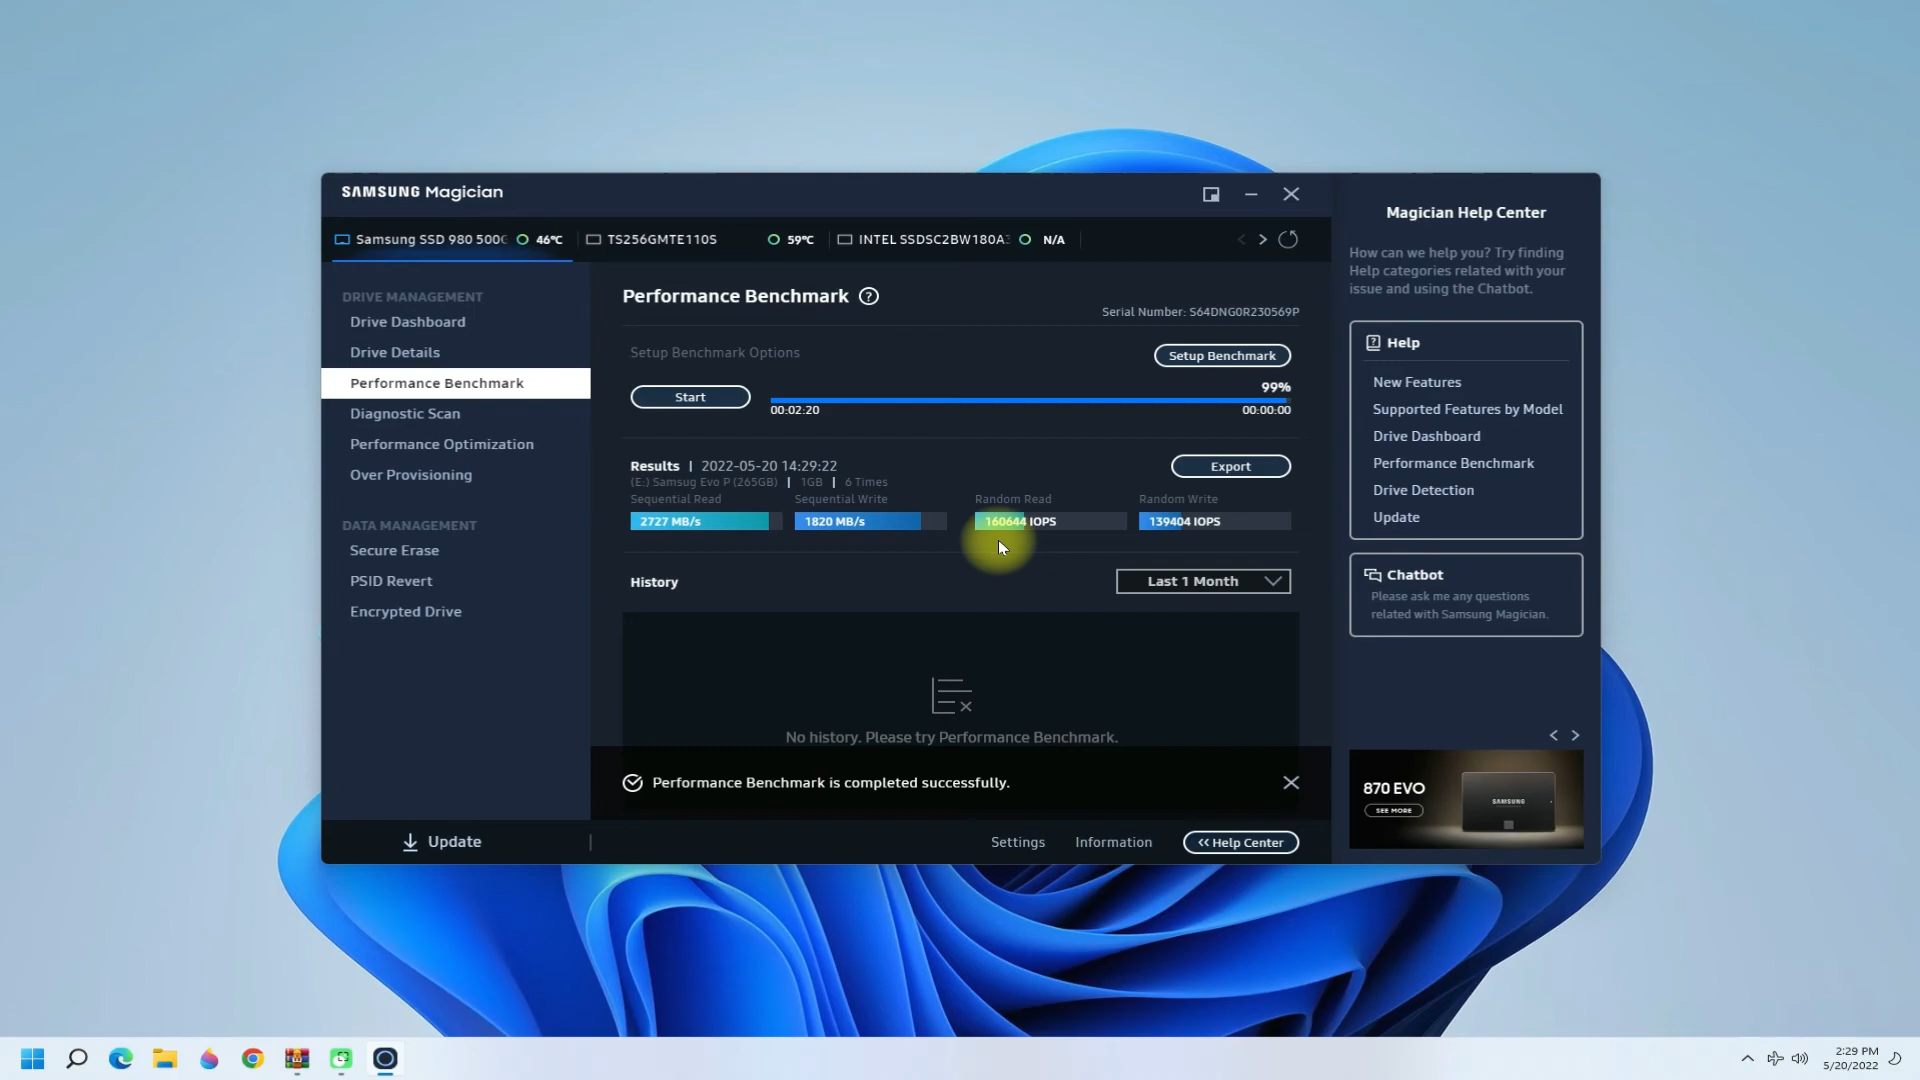 SAMSUNG Magician
Samsung SSD 980 500G
46℃
TS256GMTE110S
59℃
INTEL SSDSC2BW180A3
N/A
DRIVE MANAGEMENT
Drive Dashboard
Drive Details
Performance Benchmark
Diagnostic Scan
Performance Optimization
Over Provisioning
DATA MANAGEMENT
Secure Erase
PSID Revert
Encrypted Drive
Update
Performance Benchmark ?
Serial Number: S64DNG0R230569P
Setup Benchmark Options
Setup Benchmark
Start
99%
00:02:20
00:00:00
Results | 2022-05-20 14:29:22
Export
(E:) Samsug Evo P (265GB) | 1GB | 6 Times
Sequential Read
Sequential Write
Random Read
Random Write
2727 MB/s
1820 MB/s
160644 IOPS
139404 IOPS
History
Last 1 Month
No history. Please try Performance Benchmark.
Performance Benchmark is completed successfully.
Settings
Information
<< Help Center
Magician Help Center
How can we help you? Try finding
Help categories related with your
issue and using the Chatbot.
Help
New Features
Supported Features by Model
Drive Dashboard
Performance Benchmark
Drive Detection
Update
Chatbot
Please ask me any questions
related with Samsung Magician.
870 EVO
SEE MORE
SAMSUNG
2:29 PM
5/20/2022